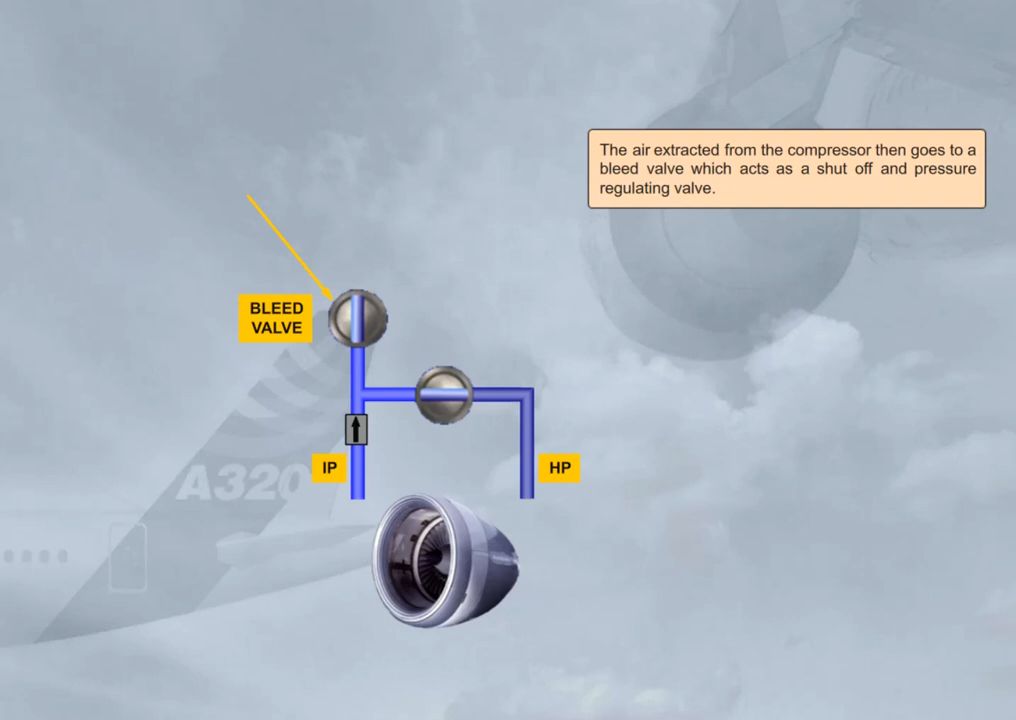 The air extracted from the compressor then goes to a
bleed valve which acts as a shut off and pressure
regulating valve.
BLEED
VALVE
IP
HP
A320